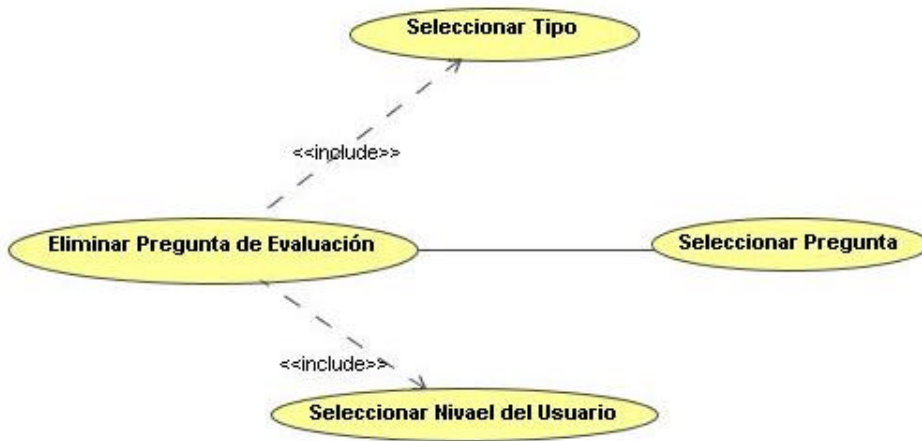 Seleccionar Tipo
<<include>>
Eliminar Pregunta de Evaluación
Seleccionar Pregunta
<<include>>
Seleccionar Nivael del Usuario